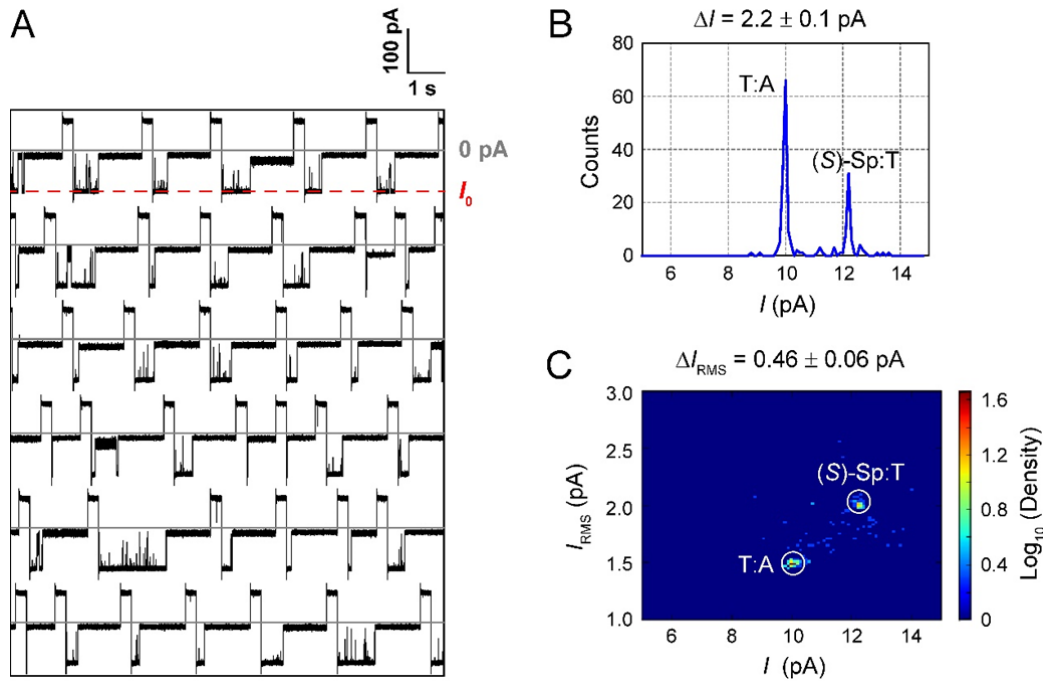 A
100 pA
1 s
0 pA
I0
B
ΔI = 2.2 ± 0.1 pA
80
60
40
20
0
Counts
T:A
(S)-Sp:T
6 8 10 12 14
I (pA)
C
ΔIRMS = 0.46 ± 0.06 pA
3.0
2.5
2.0
1.5
1.0
IRMS (pA)
(S)-Sp:T
T:A
6 8 10 12 14
I (pA)
1.6
1.2
0.8
0.4
0
Log10 (Density)